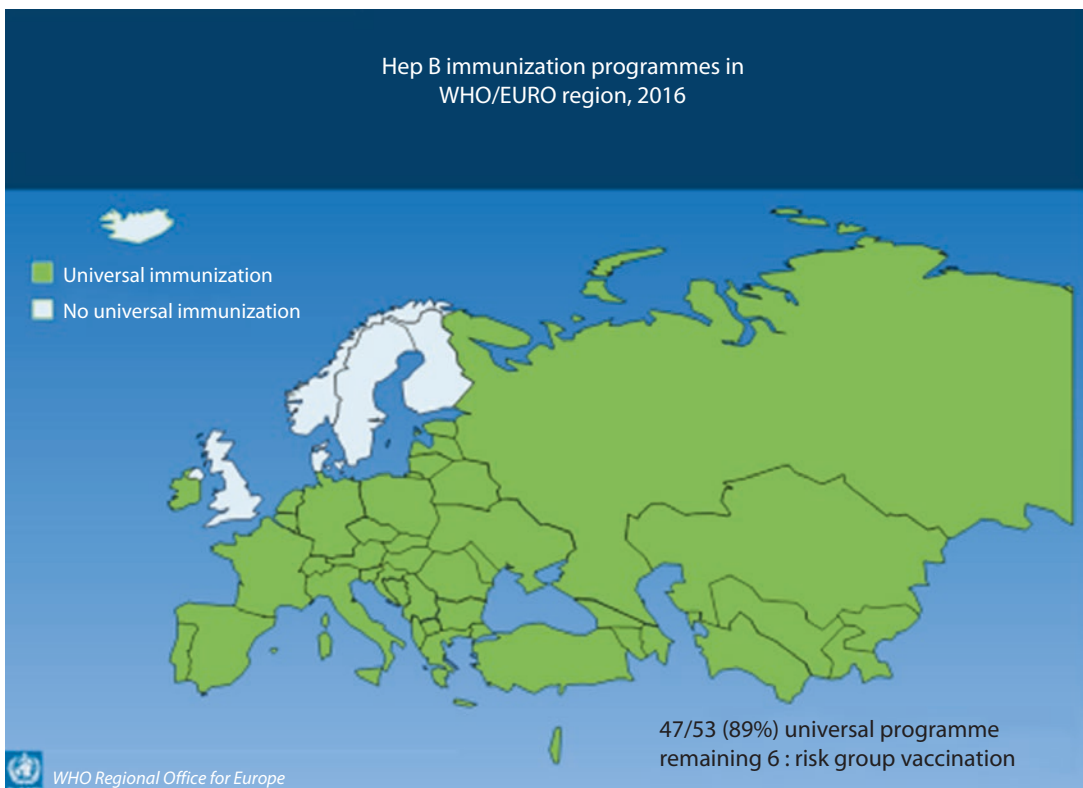 Hep B immunization programmes in
WHO/EURO region, 2016
Universal immunization
No universal immunization
47/53 (89%) universal programme
remaining 6 : risk group vaccination
WHO Regional Office for Europe